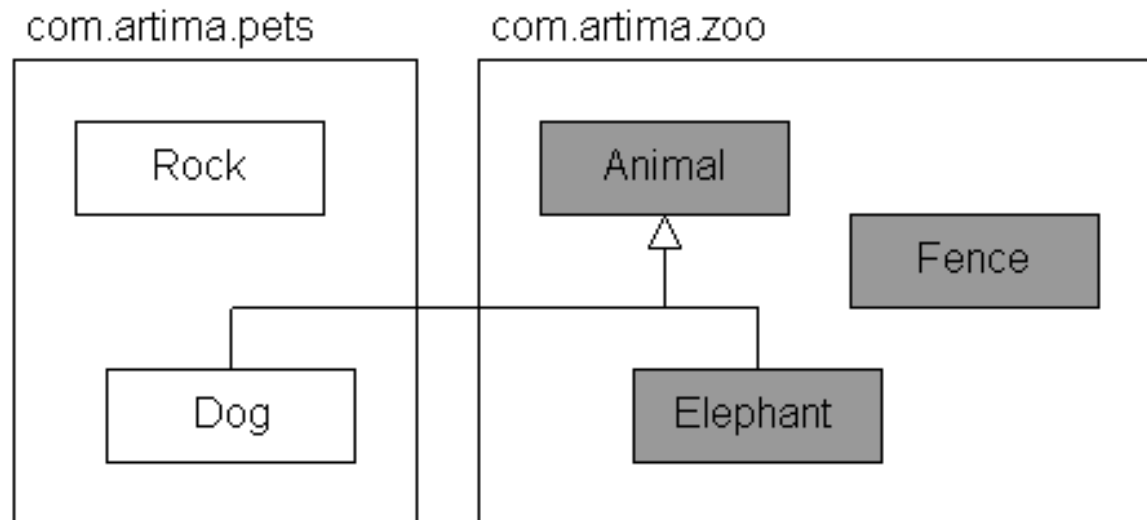 com.artima.pets
com.artima.zoo
Rock
Animal
Fence
Dog
Elephant